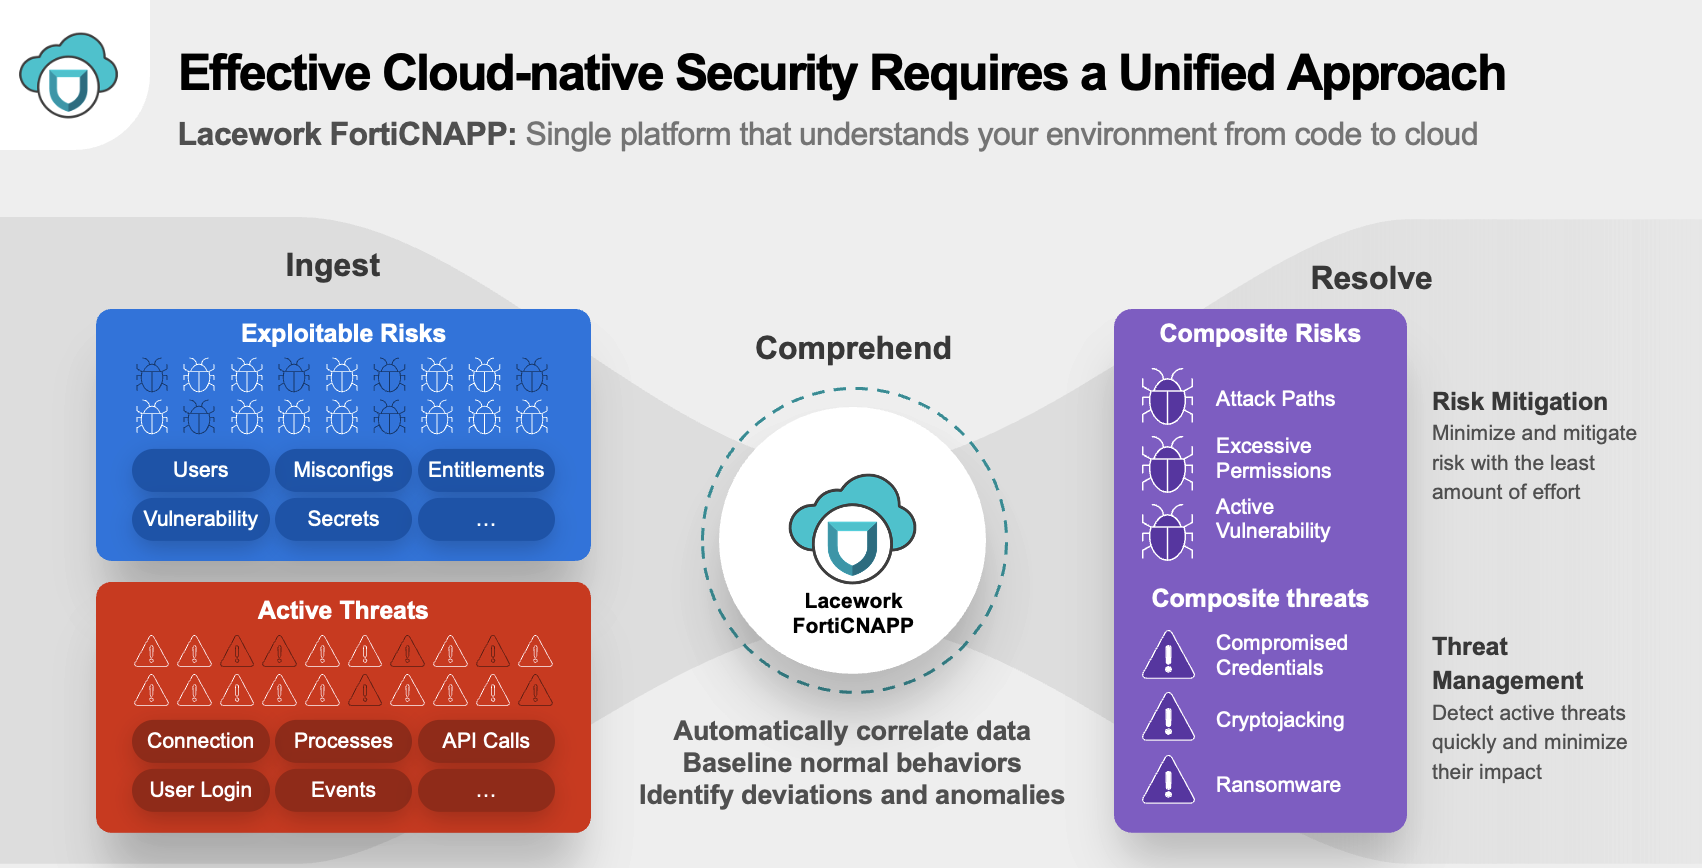 Effective Cloud-native Security Requires a Unified Approach
Lacework FortiCNAPP: Single platform that understands your environment from code to cloud
Ingest
Exploitable Risks
Users
Misconfigs
Entitlements
Vulnerability
Secrets
...
Active Threats
Connection
Processes
API Calls
User Login
Events
...
Comprehend
Lacework
FortiCNAPP
Automatically correlate data
Baseline normal behaviors
Identify deviations and anomalies
Resolve
Composite Risks
Attack Paths
Excessive
Permissions
Active
Vulnerability
Composite threats
Compromised
Credentials
Cryptojacking
Ransomware
Risk Mitigation
Minimize and mitigate
risk with the least
amount of effort
Threat
Management
Detect active threats
quickly and minimize
their impact